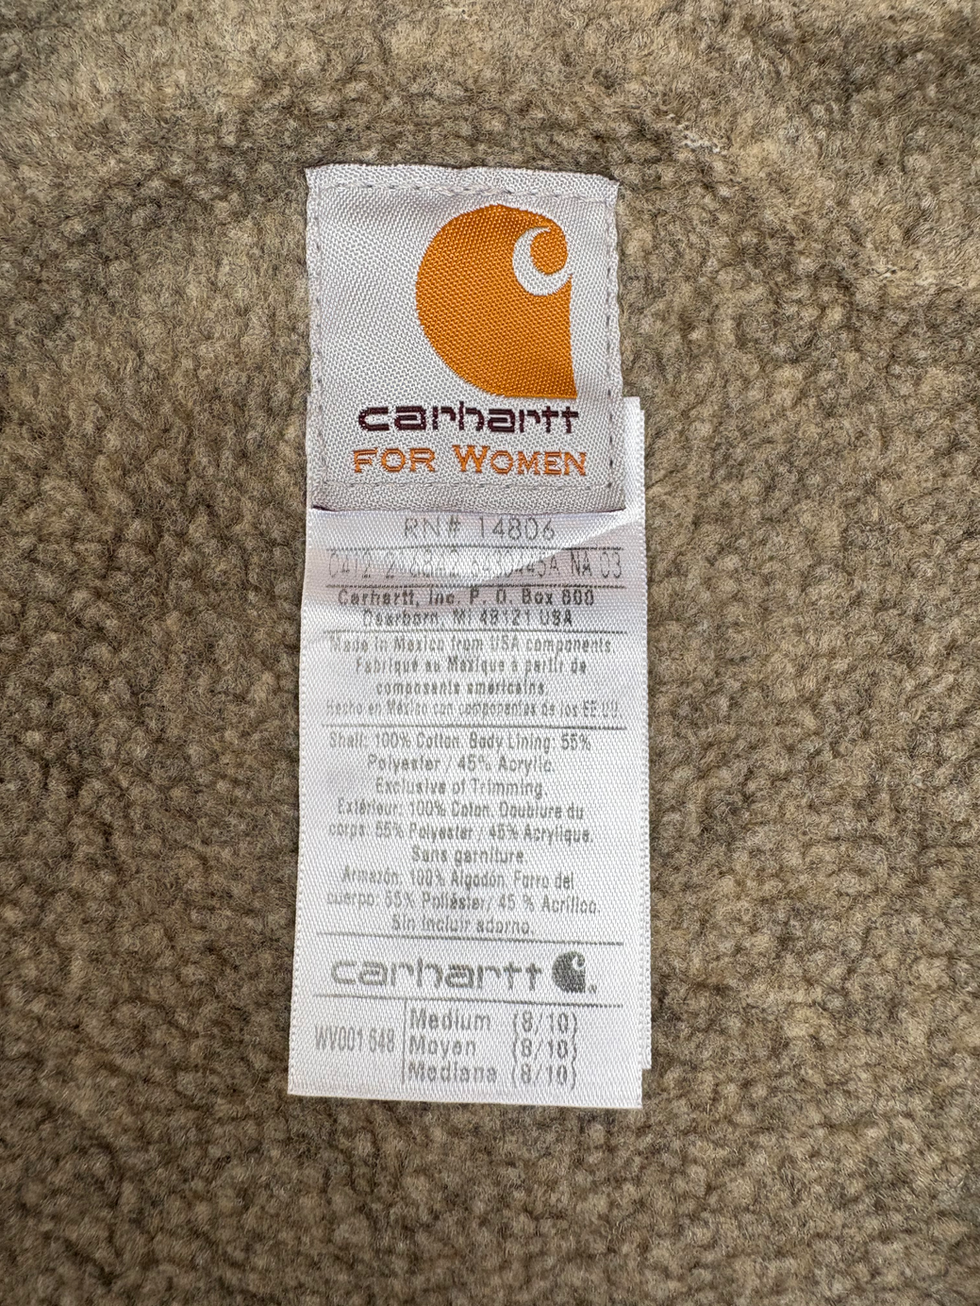 carhartt
FOR WOMEN
RN# 14806
NA 03
Carhartt, Inc. P. O. Box 600
Dearborn, MI 48121 USA
Made in Mexico from USA components.
Fabriqué au Mexique à partir de
composants américains.
Hecho en México con componentes de los EE.UU.
Shell: 100% Cotton. Body Lining: 55%
Polyester / 45% Acrylic.
Exclusive of Trimming.
Extérieur: 100% Coton. Doublure du
corps: 55% Polyester / 45% Acrylique.
Sans garniture.
Armazón: 100% Algodón. Forro del
cuerpo: 55% Poliéster/ 45 % Acrílico.
Sin incluir adorno.
carhartt
WV001 648
Medium (8/10)
Moyen (8/10)
Mediana (8/10)